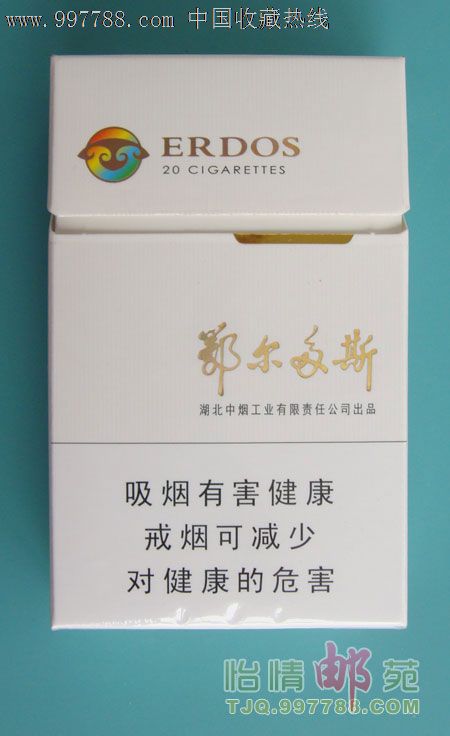 www.997788.com 中国收藏热线
ERDOS
20 CIGARETTES
鄂尔多斯
湖北中烟工业有限责任公司出品
吸烟有害健康
戒烟可减少
对健康的危害
怡情邮苑
TJQ.997788.COM